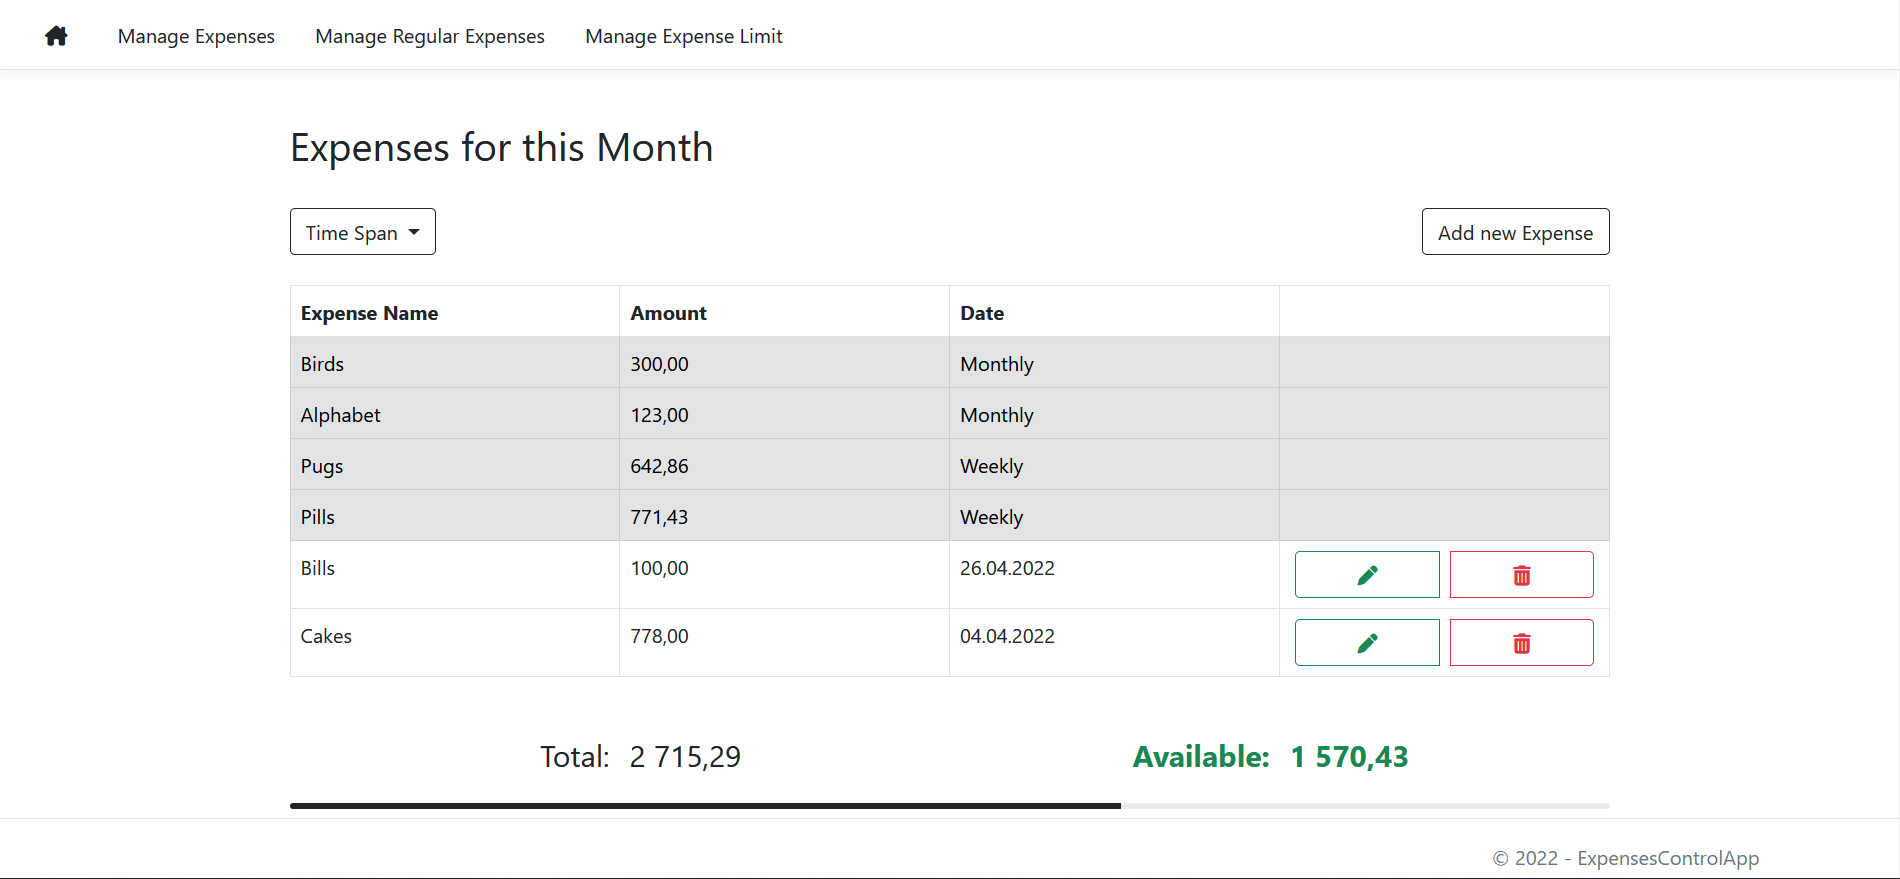 Manage Expenses Manage Regular Expenses Manage Expense Limit
Expenses for this Month
Time Span Add new Expense
Expense Name Amount Date
Birds 300,00 Monthly
Alphabet 123,00 Monthly
Pugs 642,86 Weekly
Pills 771,43 Weekly
Bills 100,00 26.04.2022
Cakes 778,00 04.04.2022
Total: 2 715,29 Available: 1 570,43
© 2022 - ExpensesControlApp